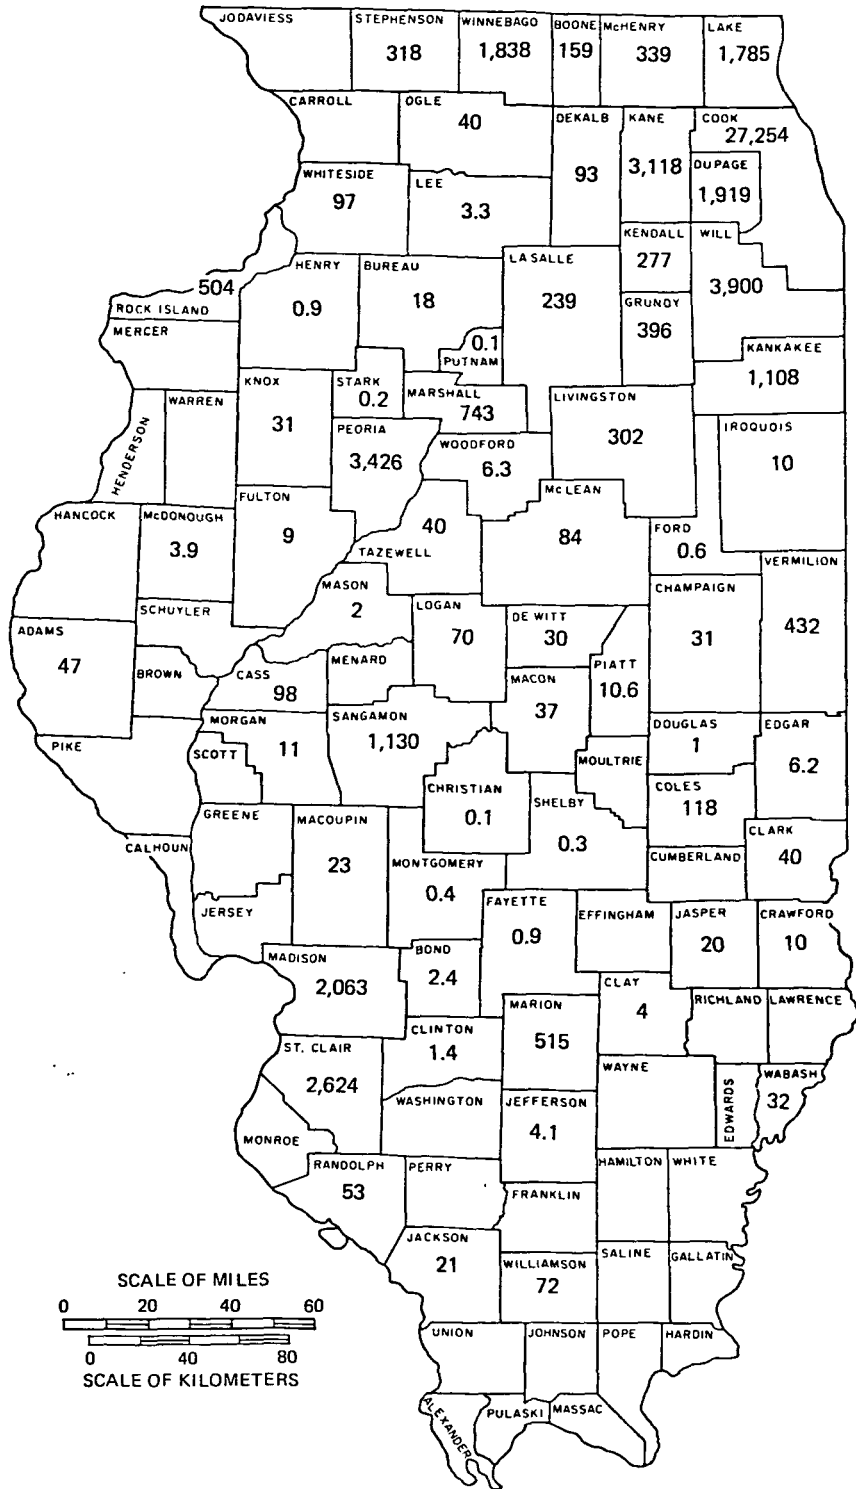 JODAVIESS
STEPHENSON
318
WINNEBAGO
1,838
BOONE
159
McHENRY
339
LAKE
1,785
CARROLL
OGLE
40
DEKALB
93
KANE
3,118
COOK
27,254
DUPAGE
1,919
WHITESIDE
97
LEE
3.3
KENDALL
277
WILL
3,900
504
ROCK ISLAND
HENRY
0.9
BUREAU
18
LA SALLE
239
GRUNDY
396
MERCER
0.1
PUTNAM
KANKAKEE
1,108
HENDERSON
WARREN
KNOX
31
STARK
0.2
MARSHALL
743
LIVINGSTON
302
IROQUOIS
10
PEORIA
3,426
WOODFORD
6.3
HANCOCK
McDONOUGH
3.9
FULTON
9
40
TAZEWELL
McLEAN
84
FORD
0.6
VERMILION
432
MASON
2
CHAMPAIGN
31
SCHUYLER
LOGAN
70
DE WITT
30
ADAMS
47
BROWN
CASS
98
MENARD
MACON
37
PIATT
10.6
PIKE
SCOTT
MORGAN
11
SANGAMON
1,130
DOUGLAS
1
EDGAR
6.2
MOULTRIE
CHRISTIAN
0.1
SHELBY
0.3
COLES
118
GREENE
MACOUPIN
23
CLARK
40
CALHOUN
MONTGOMERY
0.4
CUMBERLAND
JERSEY
FAYETTE
0.9
EFFINGHAM
JASPER
20
CRAWFORD
10
MADISON
2,063
BOND
2.4
CLAY
4
RICHLAND
LAWRENCE
MARION
515
CLINTON
1.4
ST. CLAIR
2,624
WAYNE
EDWARDS
WABASH
32
WASHINGTON
JEFFERSON
4.1
MONROE
RANDOLPH
53
PERRY
HAMILTON
WHITE
FRANKLIN
JACKSON
21
WILLIAMSON
72
SALINE
GALLATIN
SCALE OF MILES
0 20 40 60
0 40 80
SCALE OF KILOMETERS
UNION
JOHNSON
POPE
HARDIN
ALEXANDER
PULASKI
MASSAC